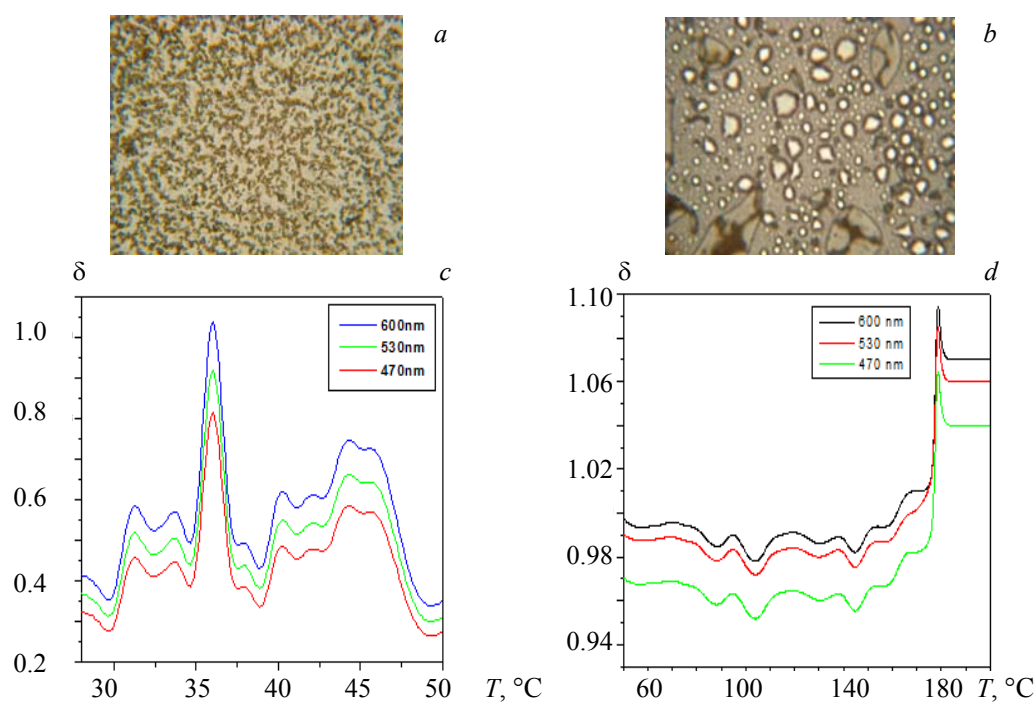 a
b
δ
c
δ
d
1.0
0.8
0.6
0.4
0.2
600nm
530nm
470nm
30 35 40 45 50 T, °C
1.10
1.06
1.02
0.98
0.94
600 nm
530 nm
470 nm
60 100 140 180 T, °C